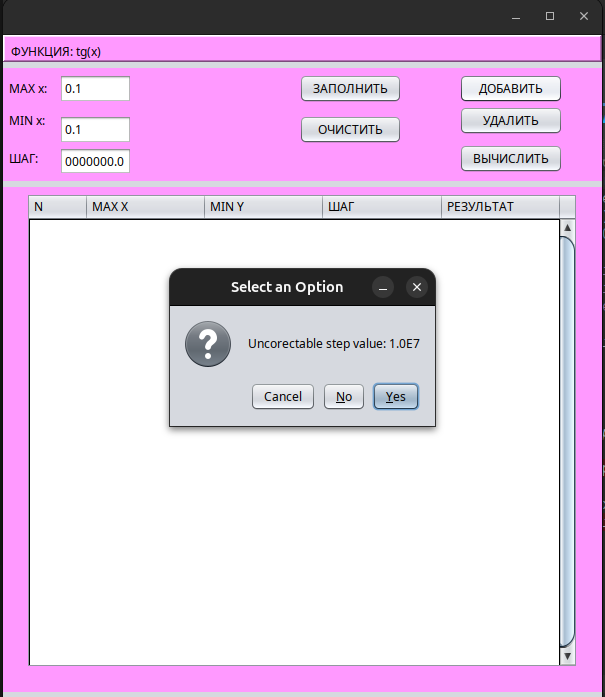 ФУНКЦИЯ: tg(x)
MAX x: 0.1 ЗАПОЛНИТЬ ДОБАВИТЬ
MIN x: 0.1 ОЧИСТИТЬ УДАЛИТЬ
ШАГ: 0000000.0 ВЫЧИСЛИТЬ
N MAX X MIN Y ШАГ РЕЗУЛЬТАТ
Select an Option
Uncorectable step value: 1.0E7
Cancel No Yes